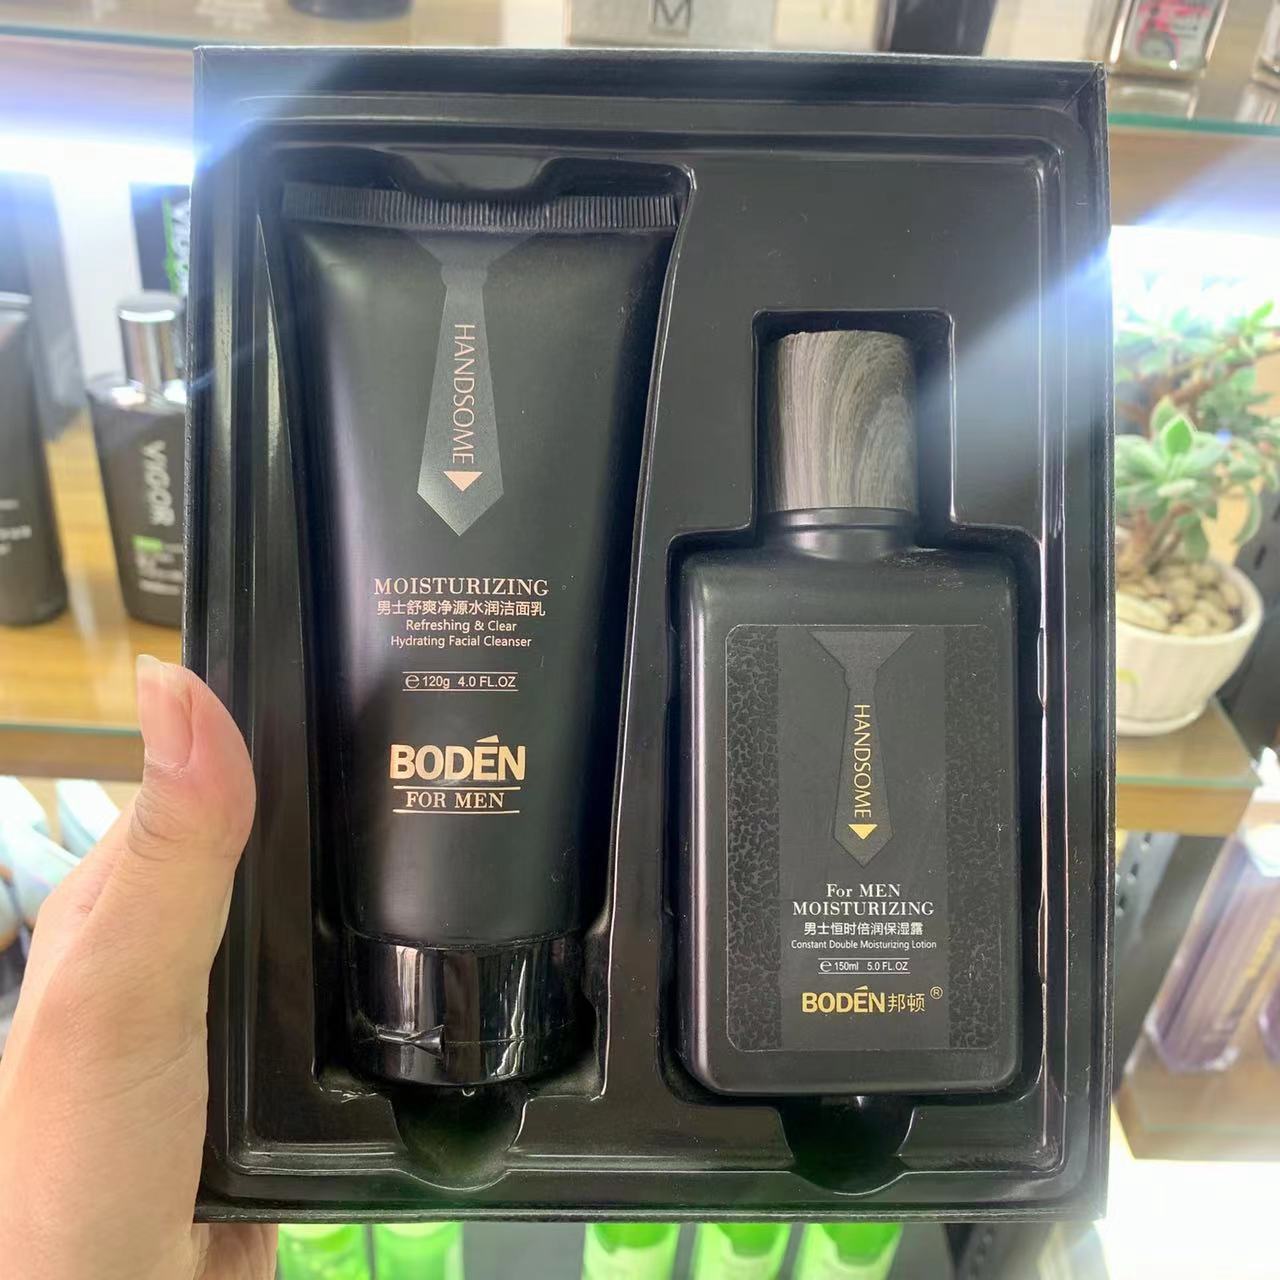 M
VIGOR
HANDSOME
MOISTURIZING
男士舒爽净源水润洁面乳
Refreshing & Clear
Hydrating Facial Cleanser
℮120g 4.0 FL.OZ
BODÉN
FOR MEN
HANDSOME
For MEN
MOISTURIZING
男士恒时倍润保湿露
Constant Double Moisturizing Lotion
℮150ml 5.0 FL.OZ
BODÉN邦顿®